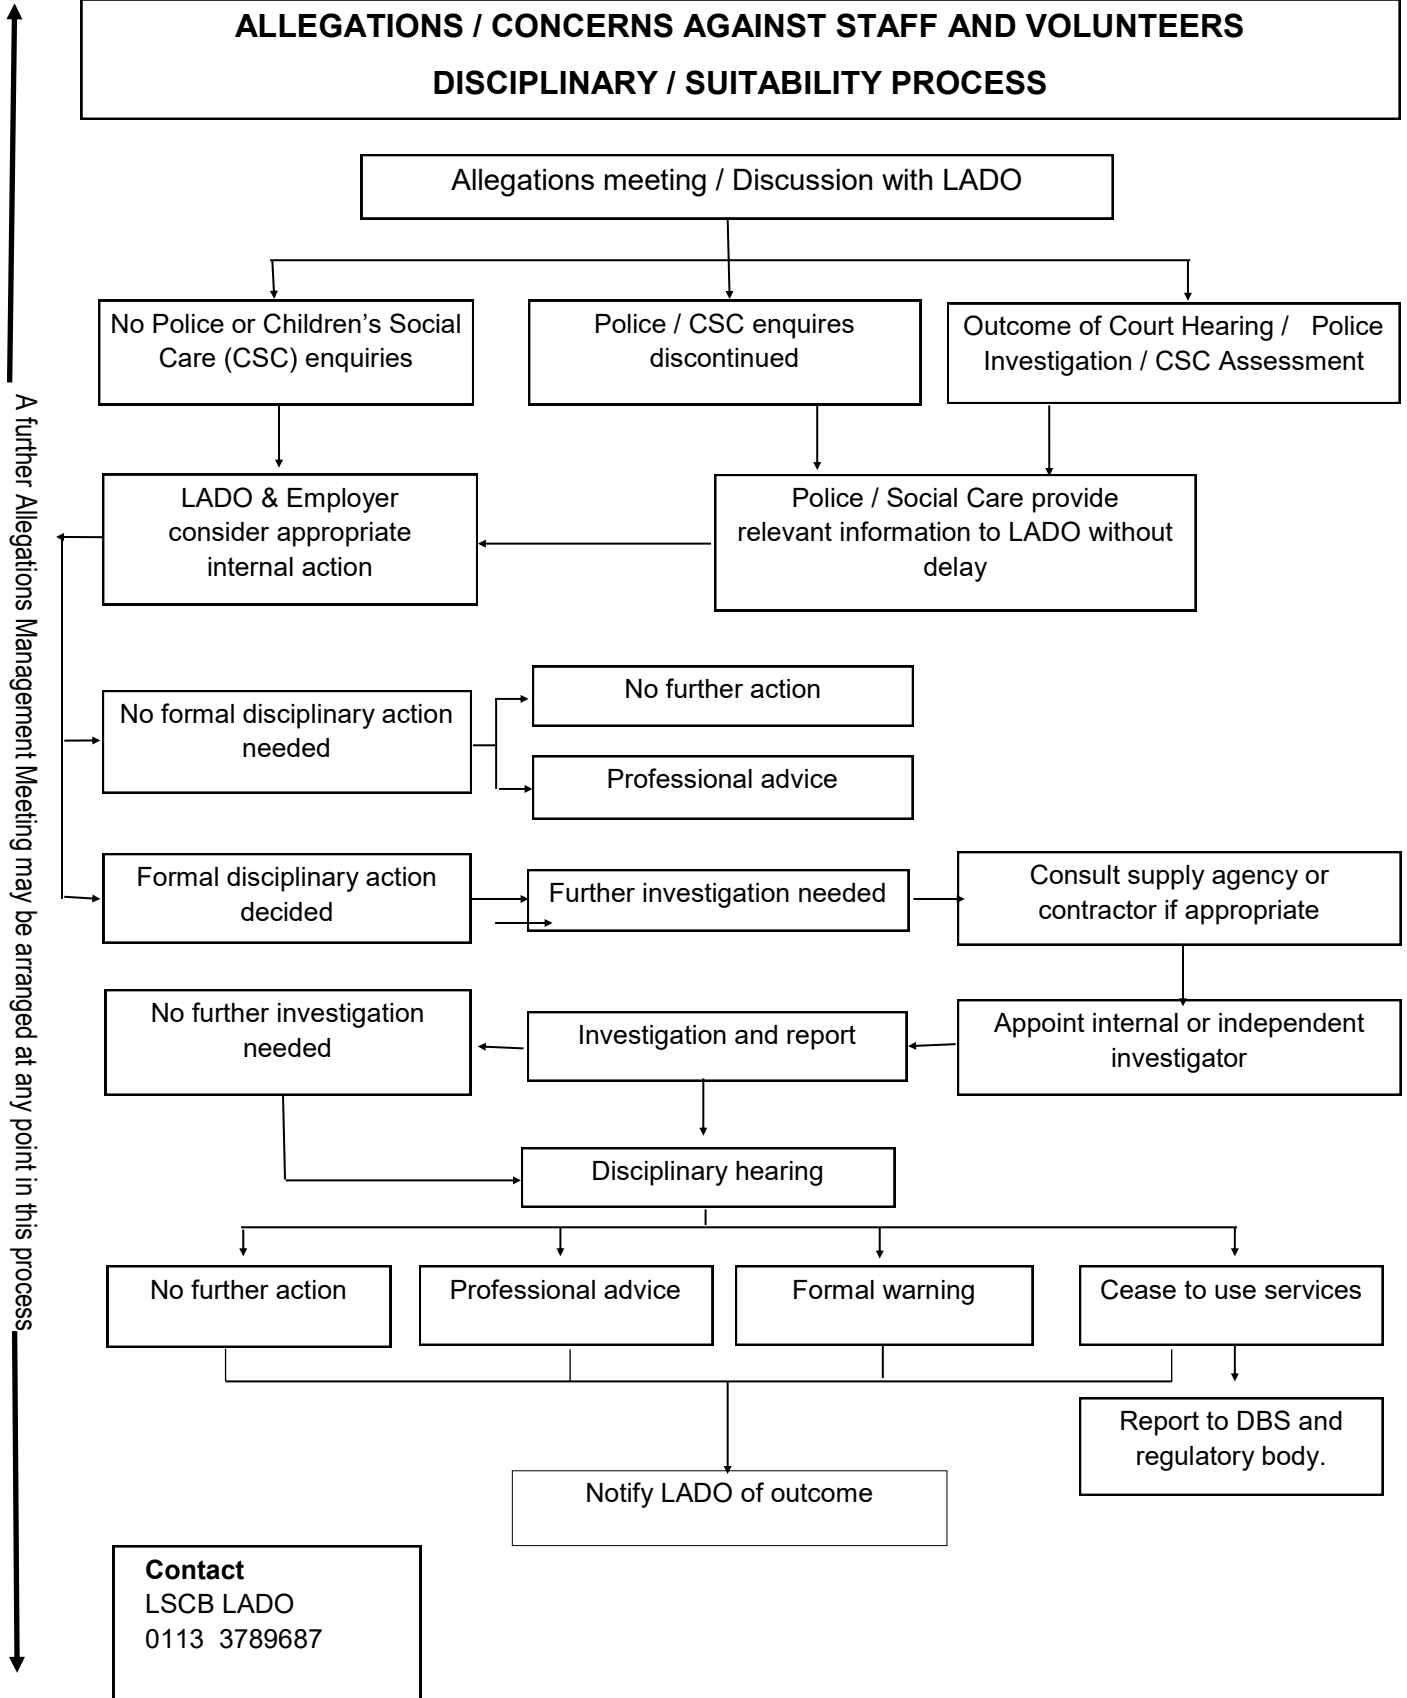 ALLEGATIONS / CONCERNS AGAINST STAFF AND VOLUNTEERS
DISCIPLINARY / SUITABILITY PROCESS
Allegations meeting / Discussion with LADO
No Police or Children’s Social
Care (CSC) enquiries
Police / CSC enquires
discontinued
Outcome of Court Hearing / Police
Investigation / CSC Assessment
LADO & Employer
consider appropriate
internal action
Police / Social Care provide
relevant information to LADO without
delay
A further Allegations Management Meeting may be arranged at any point in this process
No formal disciplinary action
needed
No further action
Professional advice
Formal disciplinary action
decided
Further investigation needed
Consult supply agency or
contractor if appropriate
No further investigation
needed
Investigation and report
Appoint internal or independent
investigator
Disciplinary hearing
No further action
Professional advice
Formal warning
Cease to use services
Report to DBS and
regulatory body.
Notify LADO of outcome
Contact
LSCB LADO
0113 3789687